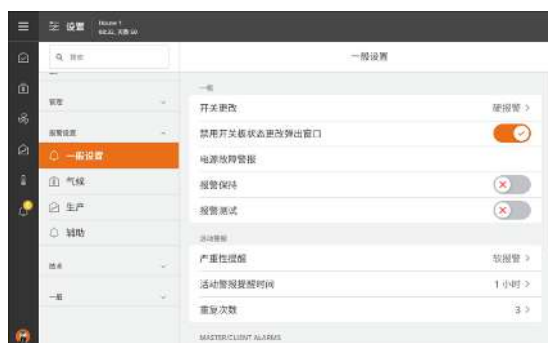 设置
House 1
搜索
一般设置
管理
一般
开关更改
硬报警
禁用开关板状态更改弹出窗口
报警设置
一般设置
电源故障警报
气候
报警保持
生产
报警测试
辅助
活动警报
技术
严重性提醒
软报警
活动警报提醒时间
1 小时
一般
重复次数
3
MASTER/CLIENT ALARMS